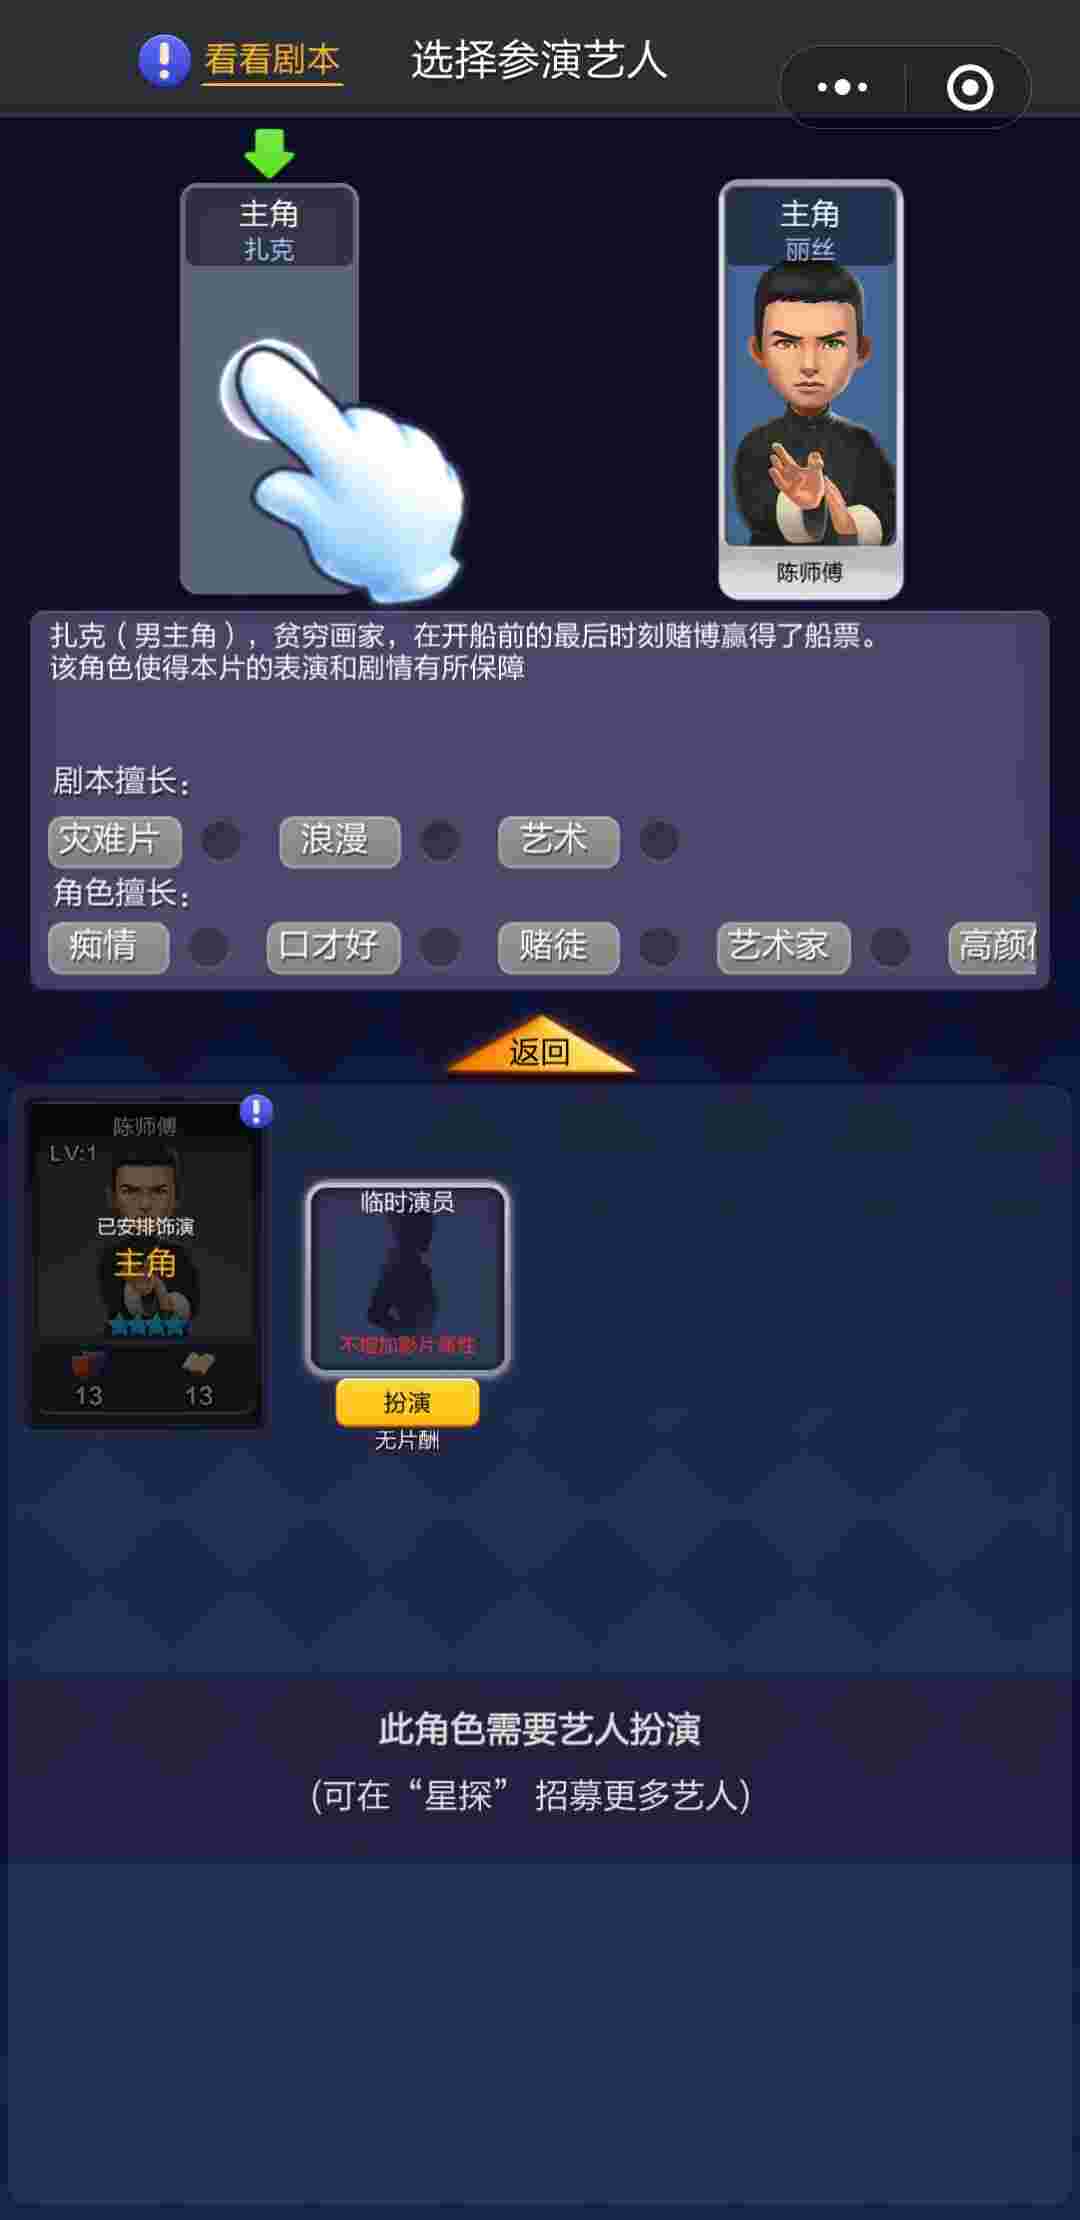 看看剧本
选择参演艺人
主角
扎克
主角
丽丝
陈师傅
扎克（男主角），贫穷画家，在开船前的最后时刻赌博赢得了船票。
该角色使得本片的表演和剧情有所保障
剧本擅长：
灾难片 浪漫 艺术
角色擅长：
痴情 口才好 赌徒 艺术家 高颜
返回
陈师傅
LV:1
已安排饰演
主角
13 13
临时演员
不增加影片属性
扮演
无片酬
此角色需要艺人扮演
(可在“星探” 招募更多艺人)